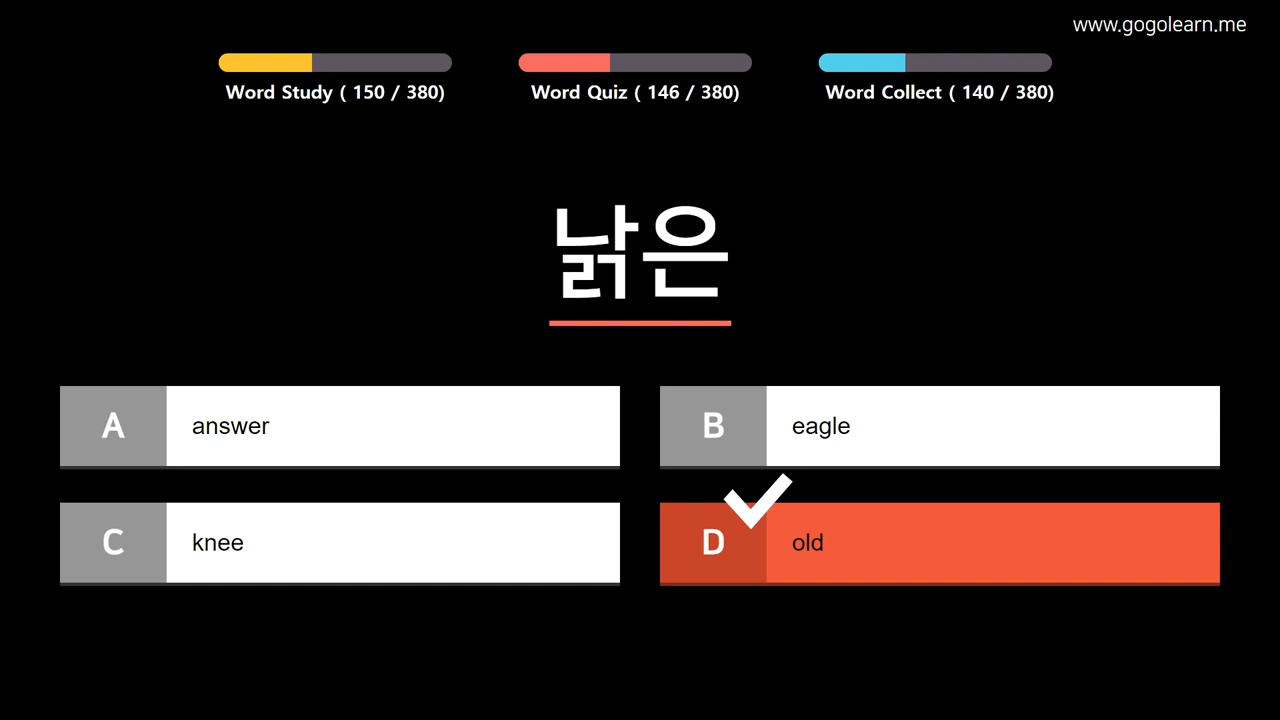 www.gogolearn.me
Word Study ( 150 / 380)
Word Quiz ( 146 / 380)
Word Collect ( 140 / 380)
낡은
A answer
B eagle
C knee
D old